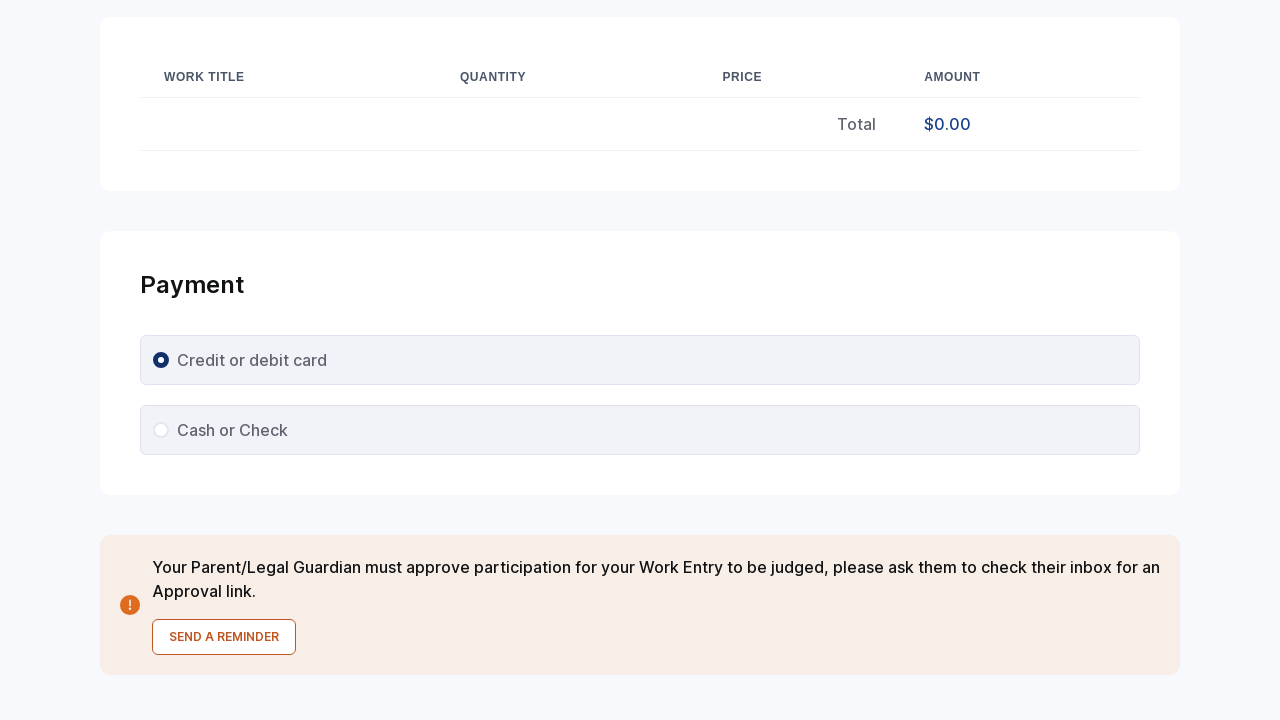 WORK TITLE QUANTITY PRICE AMOUNT
Total $0.00
Payment
Credit or debit card
Cash or Check
Your Parent/Legal Guardian must approve participation for your Work Entry to be judged, please ask them to check their inbox for an
Approval link.
SEND A REMINDER